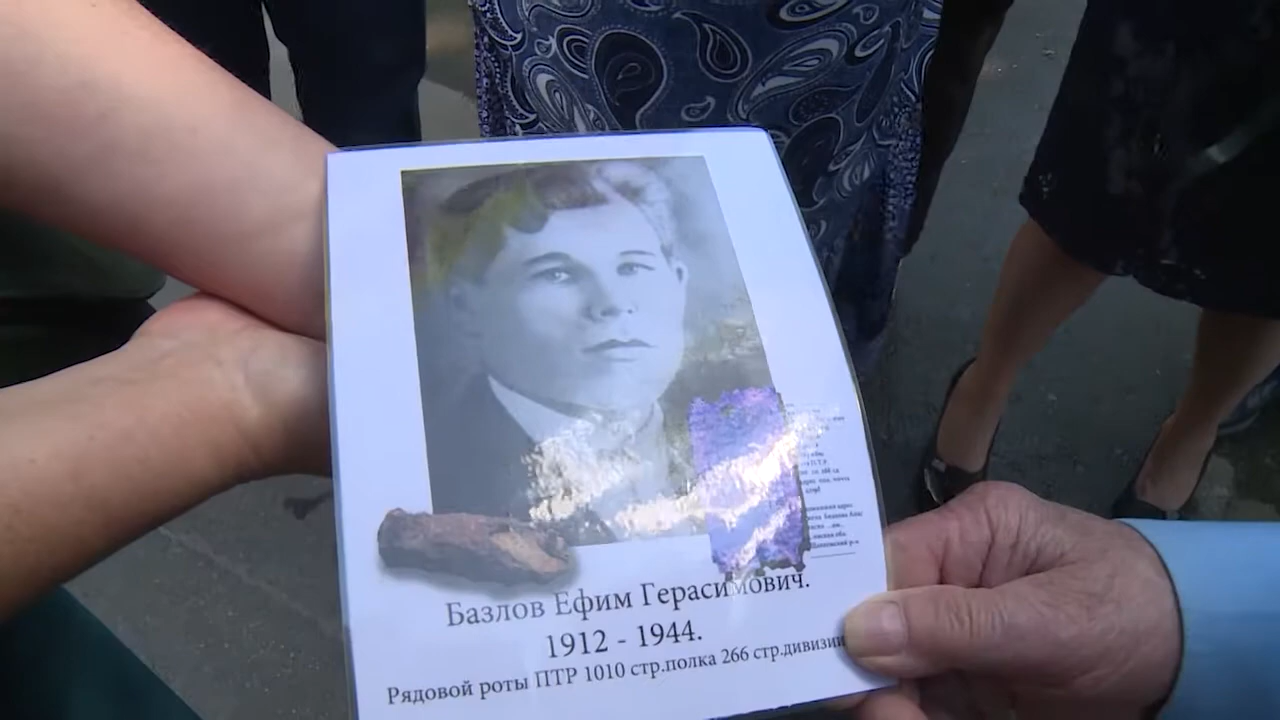 Базлов Ефим Герасимович.
1912 - 1944.
Рядовой роты ПТР 1010 стр.полка 266 стр.дивизии